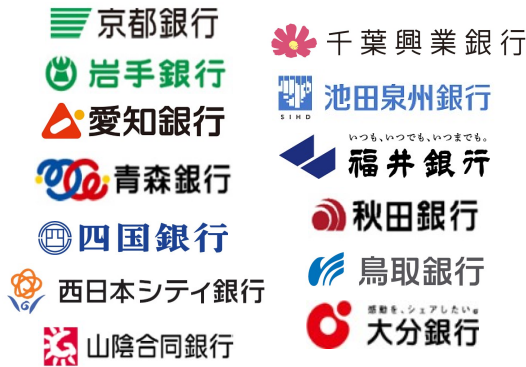 京都銀行
岩手銀行
愛知銀行
青森銀行
四国銀行
西日本シティ銀行
山陰合同銀行
千葉興業銀行
SIHD
池田泉州銀行
いつも、いつでも、いつまでも。
福井銀行
秋田銀行
鳥取銀行
感動を、シェアしたい。
大分銀行